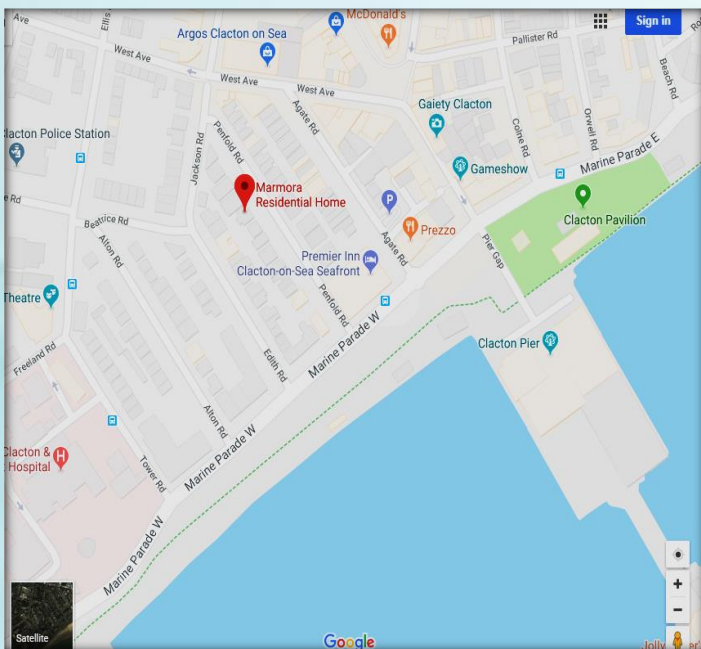 Ave
Ellis
McDonald's
Sign in
Argos Clacton on Sea
Pallister Rd
West Ave
West Ave
West Ave
Beach Rd
Agate Rd
Gaiety Clacton
Clacton Police Station
Jackson Rd
Penfold Rd
Colne Rd
Orwell Rd
Marine Parade E
Gameshow
Marmora
Residential Home
P
Clacton Pavilion
Beatrice Rd
Prezzo
Alton Rd
Agate Rd
Pier Gap
Premier Inn
Clacton-on-Sea Seafront
Theatre
Penfold Rd
Marine Parade W
Clacton Pier
Freeland Rd
Edith Rd
Alton Rd
Marine Parade W
Clacton &
Hospital
H
Tower Rd
Marine Parade W
Satellite
Google